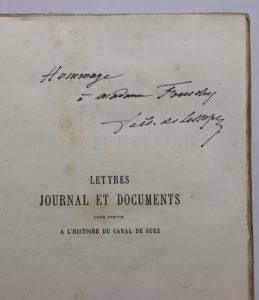 Hommage
à madame
Ferd. de Lesseps
LETTRES
JOURNAL ET DOCUMENTS
POUR SERVIR
A L'HISTOIRE DU CANAL DE SUEZ